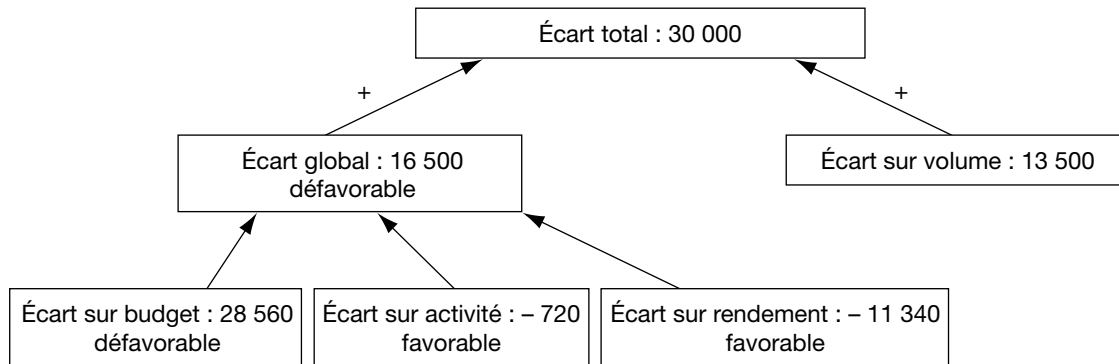 Écart total : 30 000
+
+
Écart global : 16 500
défavorable
Écart sur volume : 13 500
Écart sur budget : 28 560
défavorable
Écart sur activité : – 720
favorable
Écart sur rendement : – 11 340
favorable